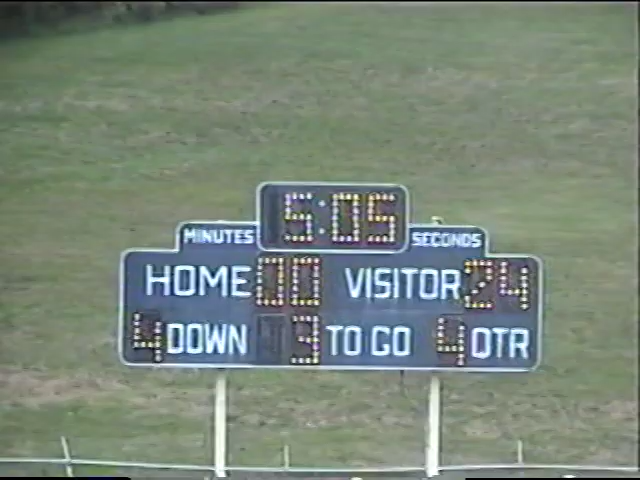 5:05
MINUTES SECONDS
HOME 00 VISITOR 24
4 DOWN 3 TO GO 4 QTR